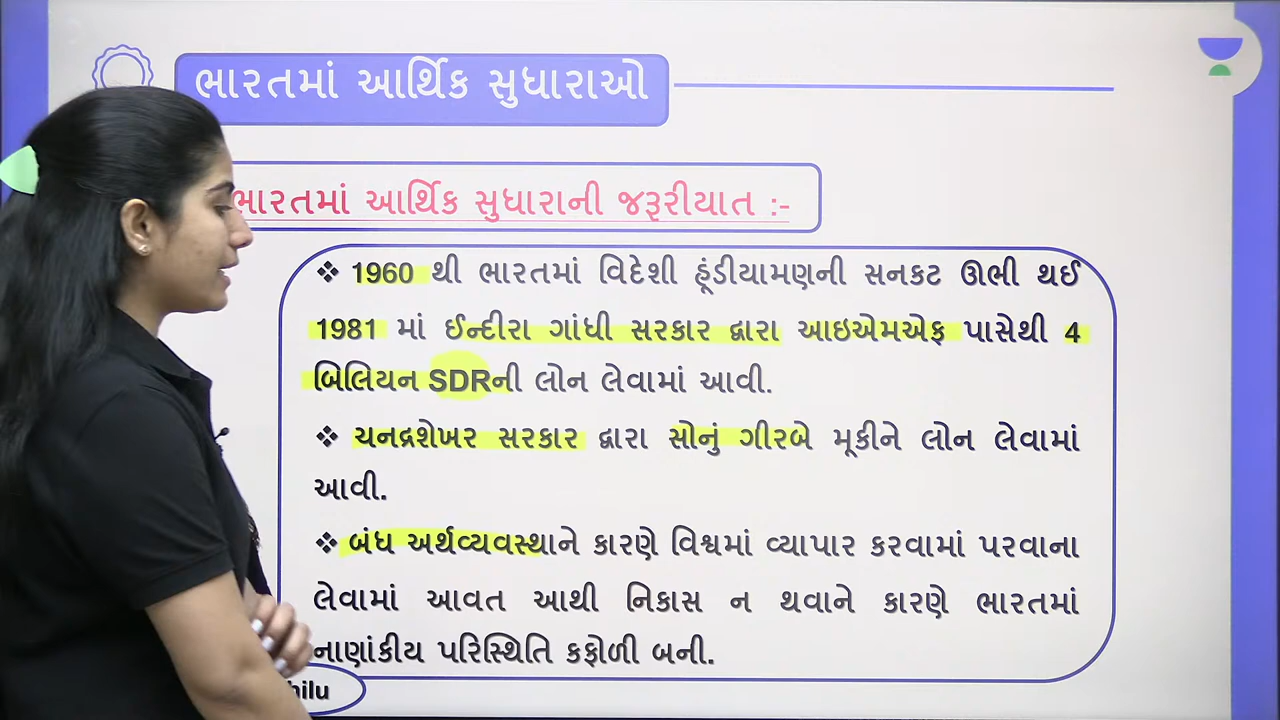 ભારતમાં આર્થિક સુધારાઓ
ભારતમાં આર્થિક સુધારાની જરૂરીયાત :-
❖ 1960 થી ભારતમાં વિદેશી હૂંડીયામણની સનકટ ઊભી થઈ
1981 માં ઈન્દીરા ગાંધી સરકાર દ્વારા આઇએમએફ પાસેથી 4
બિલિયન SDRની લોન લેવામાં આવી.
❖ ચનદ્રશેખર સરકાર દ્વારા સોનું ગીરબે મૂકીને લોન લેવામાં
આવી.
❖ બંધ અર્થવ્યવસ્થાને કારણે વિશ્વમાં વ્યાપાર કરવામાં પરવાના
લેવામાં આવત આથી નિકાસ ન થવાને કારણે ભારતમાં
નાણાંકીય પરિસ્થિતિ કફોળી બની.